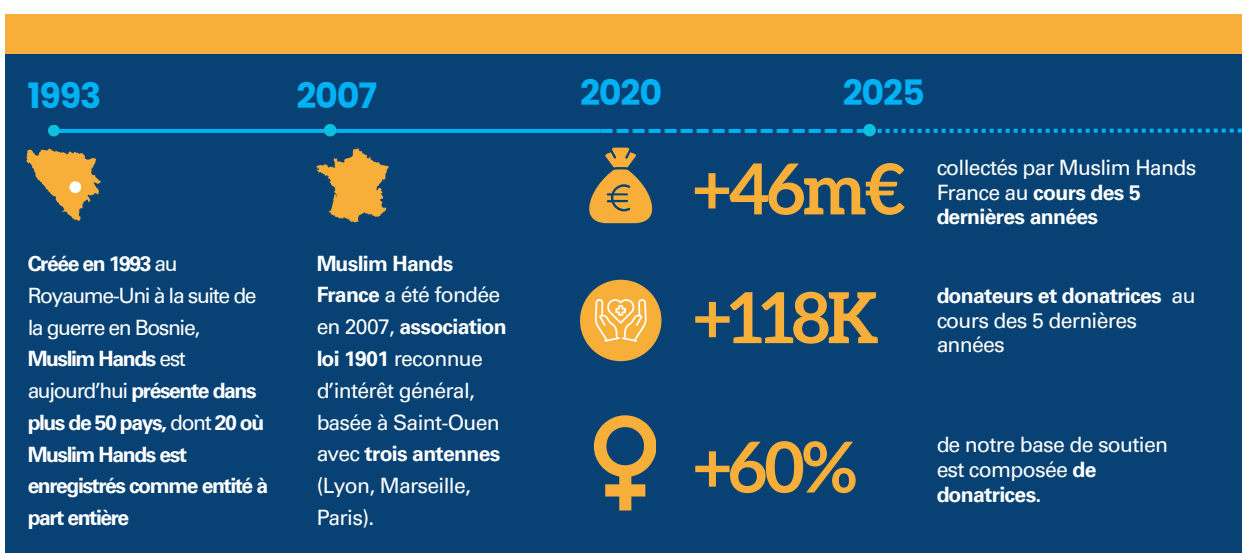 1993
Créée en 1993 au
Royaume-Uni à la suite de
la guerre en Bosnie,
Muslim Hands est
aujourd’hui présente dans
plus de 50 pays, dont 20 où
Muslim Hands est
enregistrés comme entité à
part entière
2007
Muslim Hands
France a été fondée
en 2007, association
loi 1901 reconnue
d’intérêt général,
basée à Saint-Ouen
avec trois antennes
(Lyon, Marseille,
Paris).
2020
2025
€
+46m€
collectés par Muslim Hands
France au cours des 5
dernières années
+118K
donateurs et donatrices au
cours des 5 dernières
années
+60%
de notre base de soutien
est composée de
donatrices.